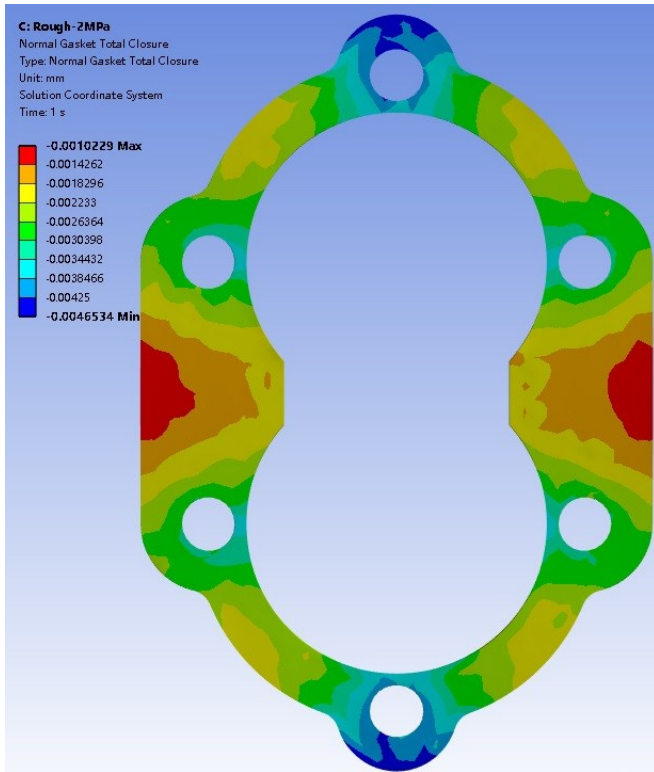 C: Rough-2MPa
Normal Gasket Total Closure
Type: Normal Gasket Total Closure
Unit: mm
Solution Coordinate System
Time: 1 s
-0.0010229 Max
-0.0014262
-0.0018296
-0.002233
-0.0026364
-0.0030398
-0.0034432
-0.0038466
-0.00425
-0.0046534 Min